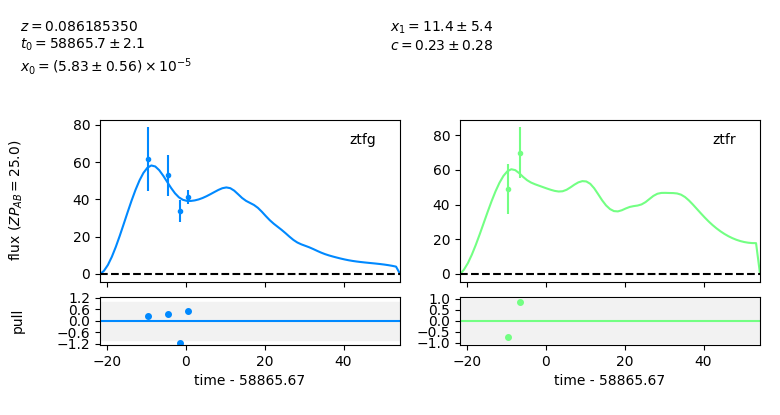 z = 0.086185350
t₀ = 58865.7 ± 2.1
x₀ = (5.83 ± 0.56) × 10⁻⁵
x₁ = 11.4 ± 5.4
c = 0.23 ± 0.28
flux (ZP_AB = 25.0)
80
60
40
20
0
ztfg
80
60
40
20
0
ztfr
pull
1.2
0.6
0.0
−0.6
−1.2
−20 0 20 40
time - 58865.67
1.0
0.5
0.0
−0.5
−1.0
−20 0 20 40
time - 58865.67